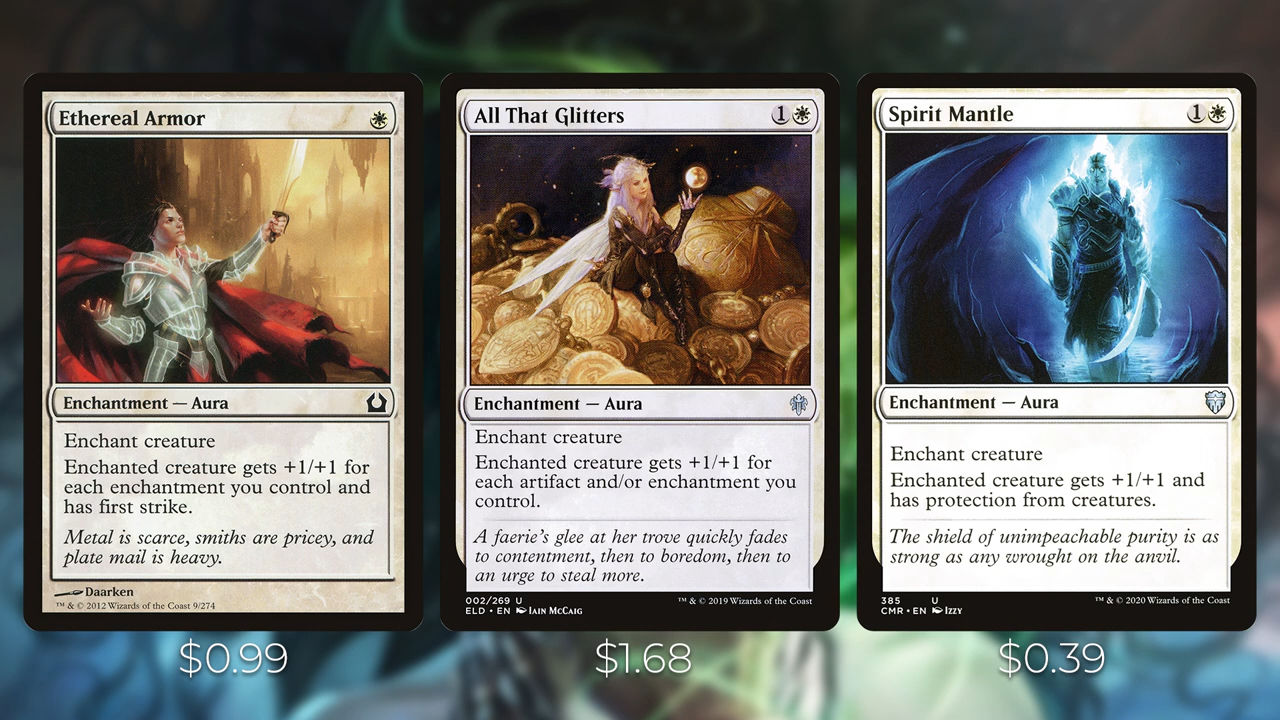 Ethereal Armor
Enchantment — Aura
Enchant creature
Enchanted creature gets +1/+1 for
each enchantment you control and
has first strike.
Metal is scarce, smiths are pricey, and
plate mail is heavy.
Daarken
™ & © 2012 Wizards of the Coast 9/274
$0.99
All That Glitters 1
Enchantment — Aura
Enchant creature
Enchanted creature gets +1/+1 for
each artifact and/or enchantment you
control.
A faerie's glee at her trove quickly fades
to contentment, then to boredom, then to
an urge to steal more.
002/269 U
ELD • EN Iain McCaig
™ & © 2019 Wizards of the Coast
$1.68
Spirit Mantle 1
Enchantment — Aura
Enchant creature
Enchanted creature gets +1/+1 and
has protection from creatures.
The shield of unimpeachable purity is as
strong as any wrought on the anvil.
385 U
CMR • EN Izzy
™ & © 2020 Wizards of the Coast
$0.39